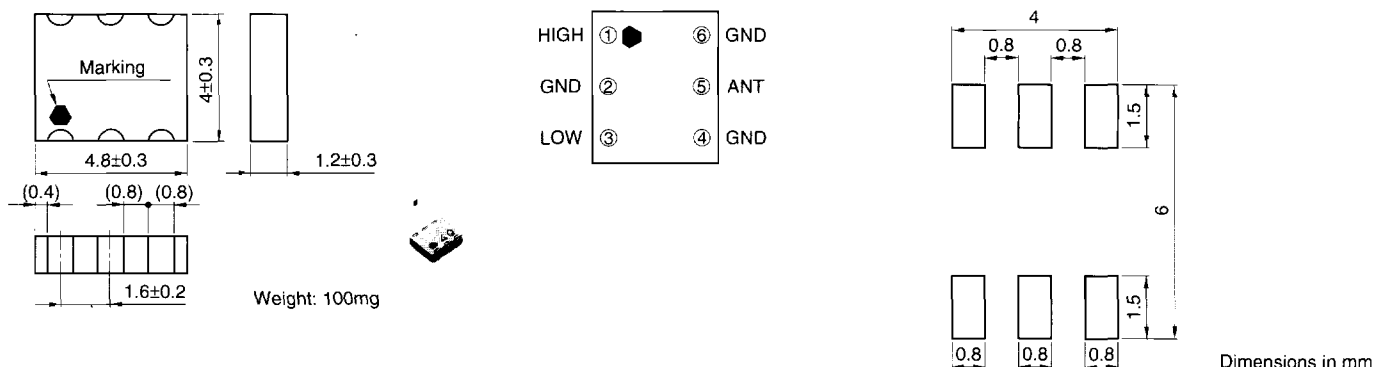 Marking
4±0.3
4.8±0.3
1.2±0.3
(0.4) (0.8) (0.8)
1.6±0.2
Weight: 100mg
HIGH ① ⑥ GND
GND ② ⑤ ANT
LOW ③ ④ GND
4
0.8 0.8
1.5
6
1.5
0.8 0.8 0.8
Dimensions in mm